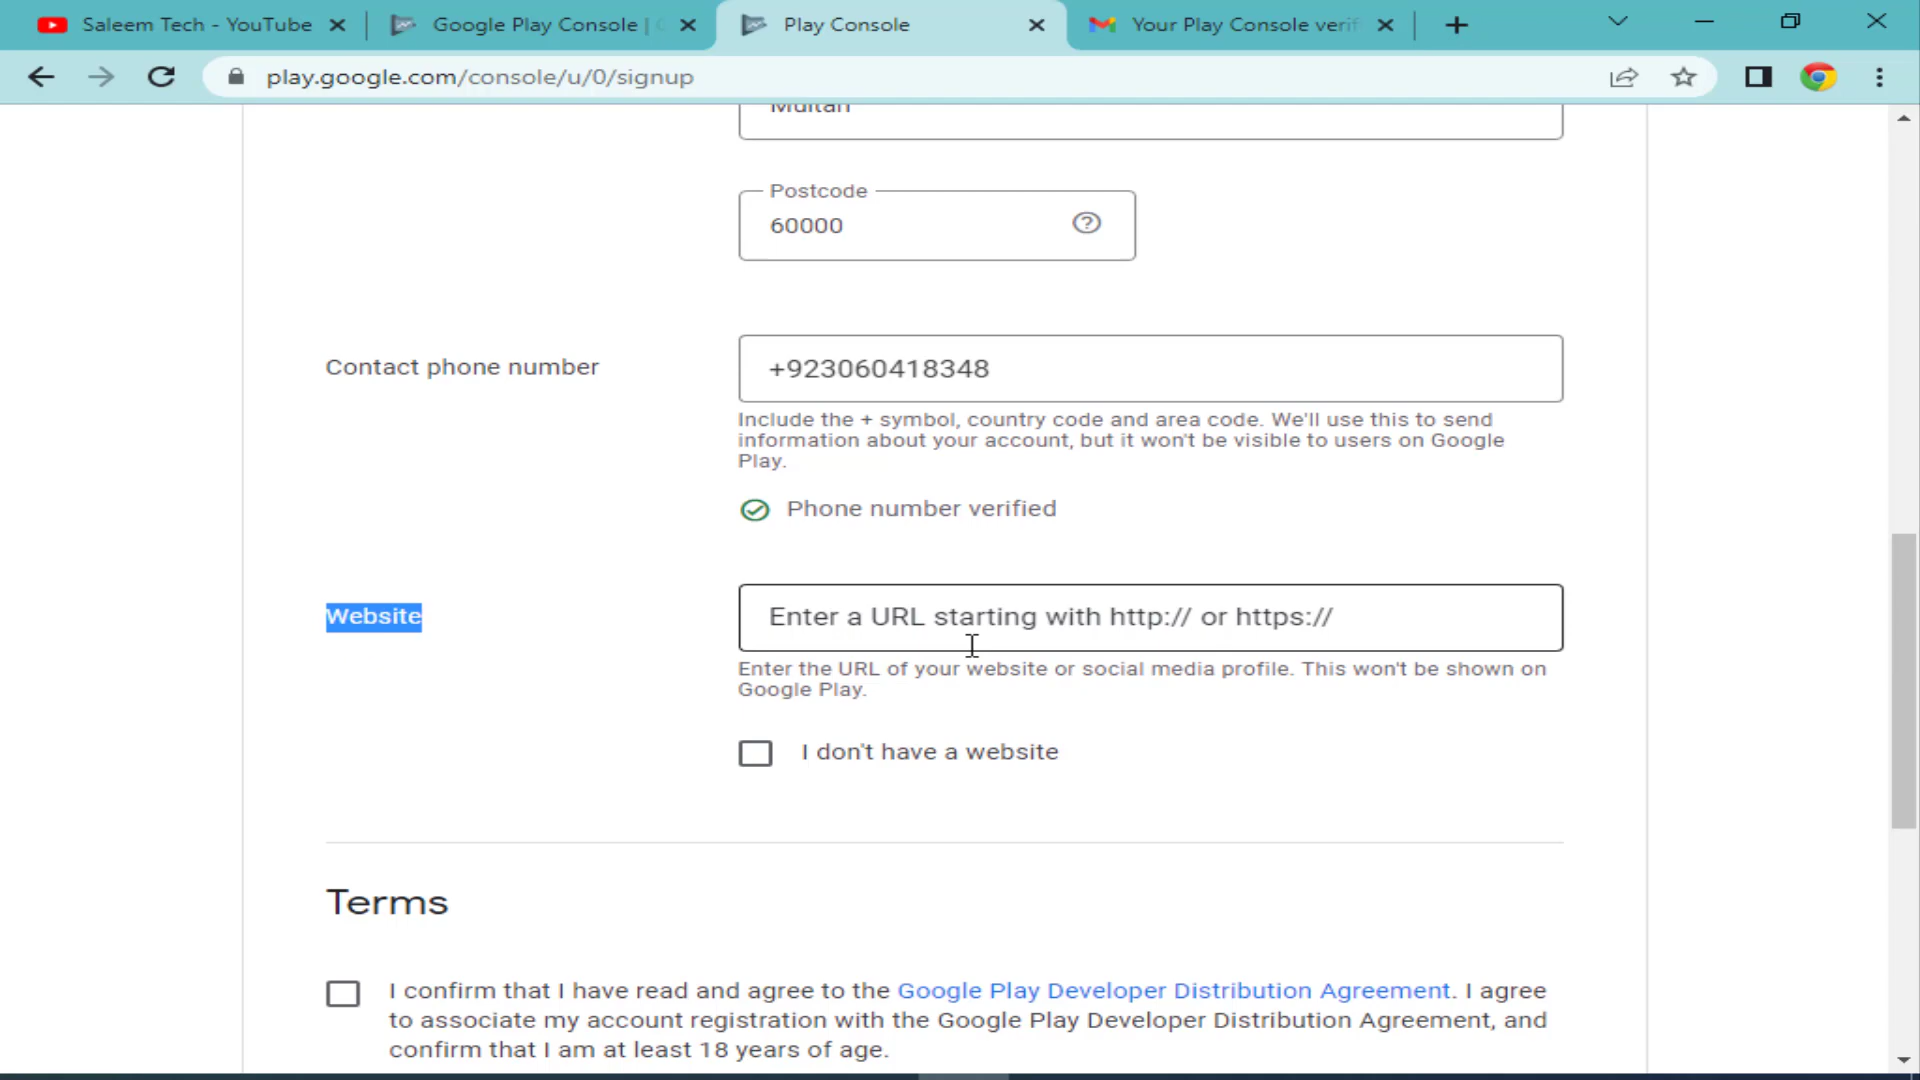 Saleem Tech - YouTube
Google Play Console |
Play Console
Your Play Console verif
play.google.com/console/u/0/signup
Multan
Postcode
60000
Contact phone number
+923060418348
Include the + symbol, country code and area code. We'll use this to send
information about your account, but it won't be visible to users on Google
Play.
Phone number verified
Website
Enter a URL starting with http:// or https://
Enter the URL of your website or social media profile. This won't be shown on
Google Play.
I don't have a website
Terms
I confirm that I have read and agree to the Google Play Developer Distribution Agreement. I agree
to associate my account registration with the Google Play Developer Distribution Agreement, and
confirm that I am at least 18 years of age.